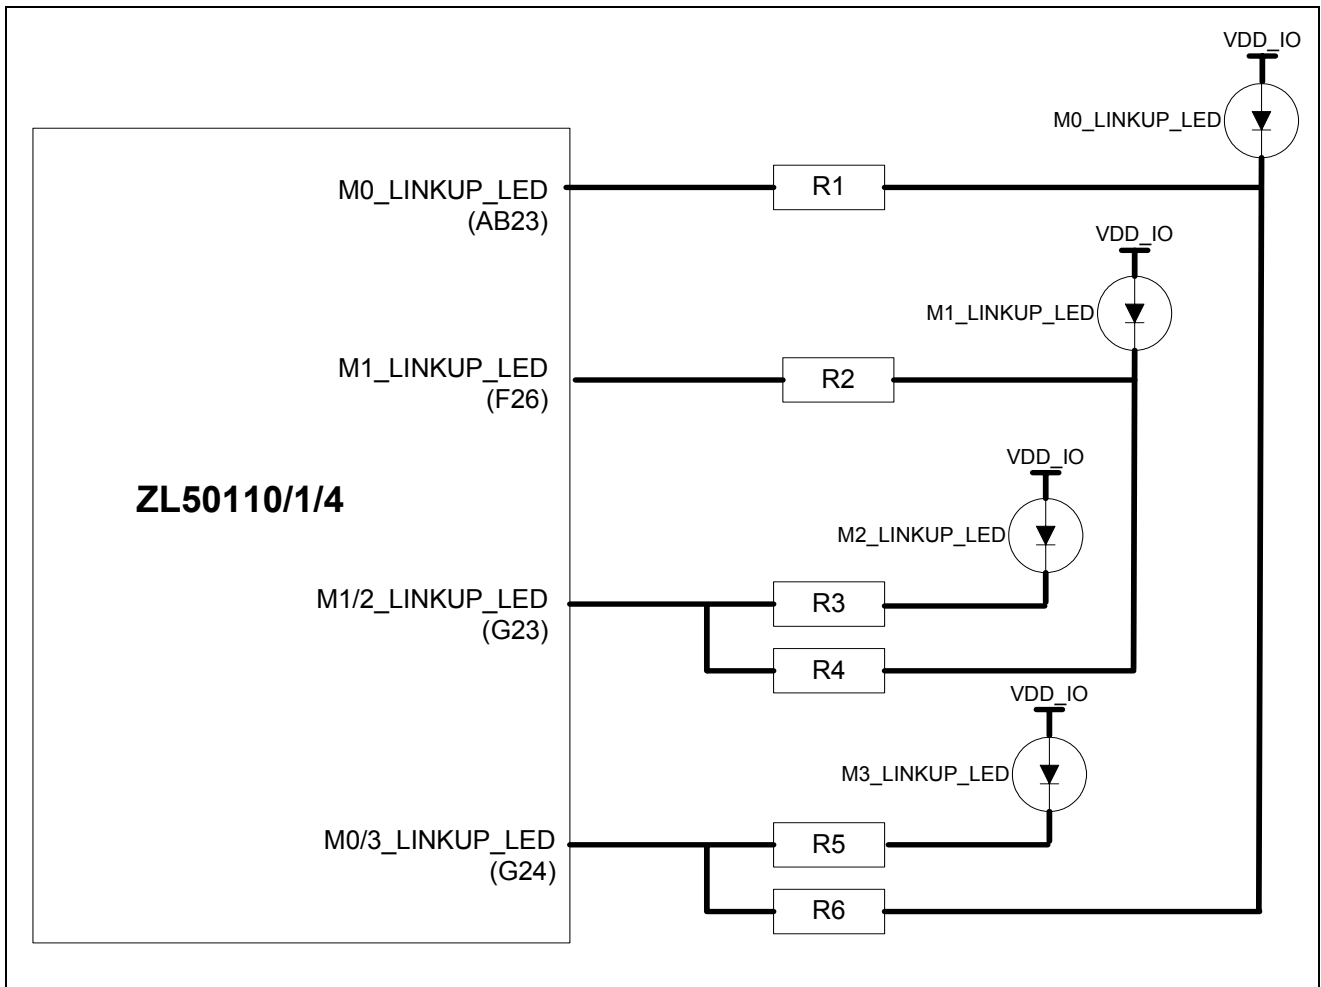 VDD_IO
M0_LINKUP_LED
M0_LINKUP_LED
(AB23)
R1
VDD_IO
M1_LINKUP_LED
M1_LINKUP_LED
(F26)
R2
VDD_IO
ZL50110/1/4
M2_LINKUP_LED
M1/2_LINKUP_LED
(G23)
R3
R4
VDD_IO
M3_LINKUP_LED
M0/3_LINKUP_LED
(G24)
R5
R6